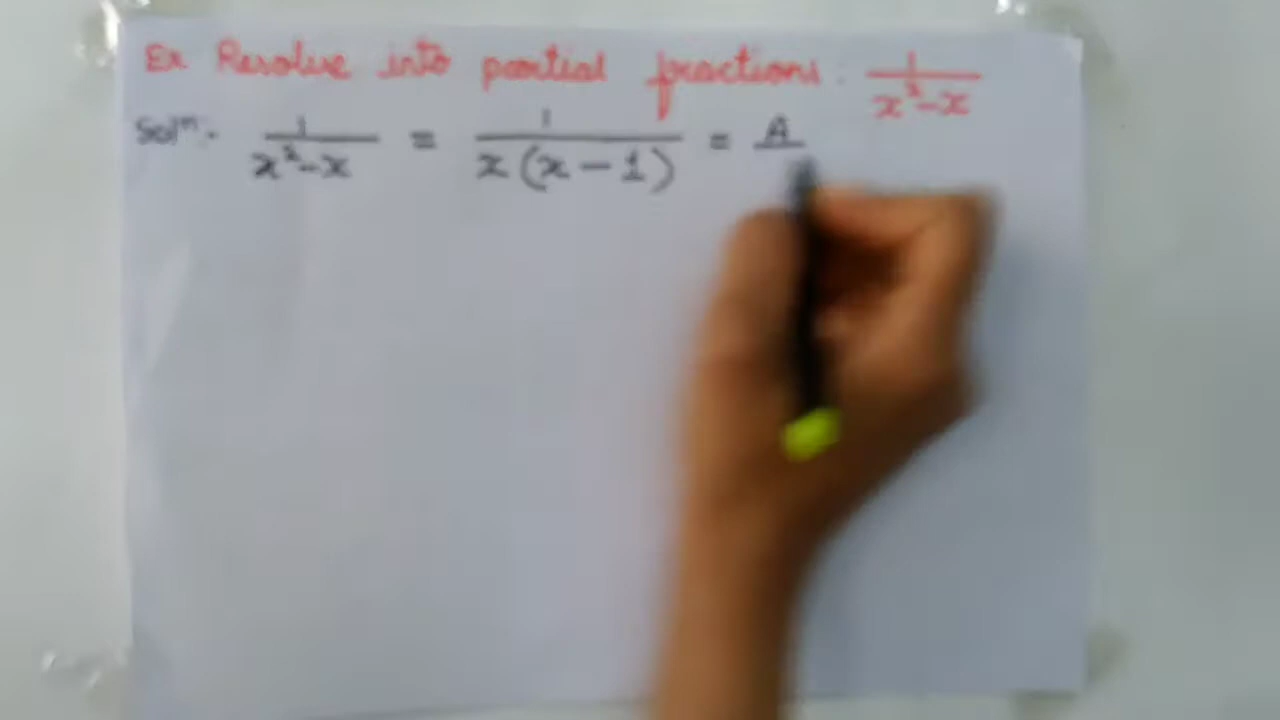 Ex Resolve into partial fractions : 1/(x²-x)
Solⁿ:- 1/(x²-x) = 1/(x(x-1)) = A/